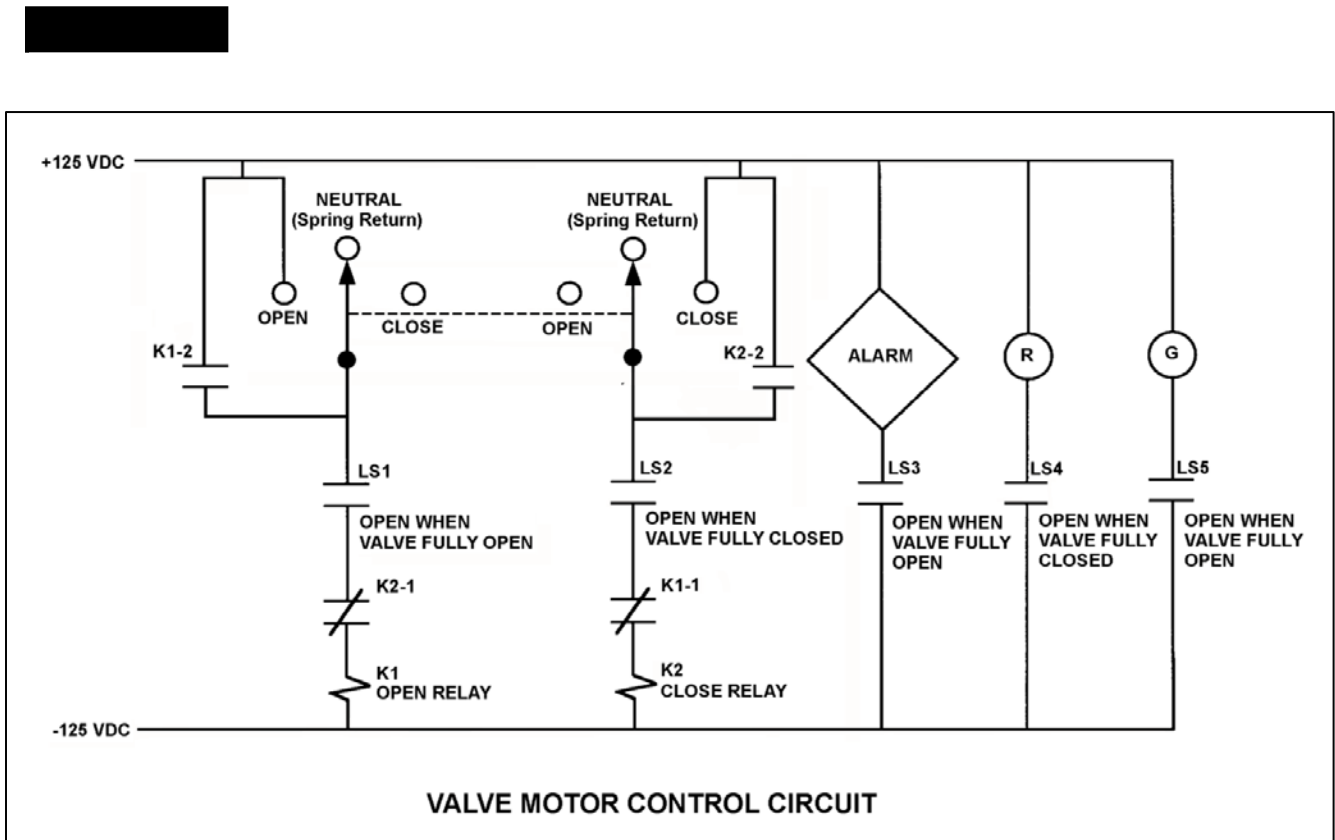 +125 VDC
NEUTRAL
(Spring Return)
NEUTRAL
(Spring Return)
OPEN
CLOSE
OPEN
CLOSE
K1-2
K2-2
ALARM
R
G
LS1
LS2
LS3
LS4
LS5
OPEN WHEN
VALVE FULLY OPEN
OPEN WHEN
VALVE FULLY CLOSED
OPEN WHEN
VALVE FULLY
OPEN
OPEN WHEN
VALVE FULLY
CLOSED
OPEN WHEN
VALVE FULLY
OPEN
K2-1
K1-1
K1
OPEN RELAY
K2
CLOSE RELAY
-125 VDC
VALVE MOTOR CONTROL CIRCUIT